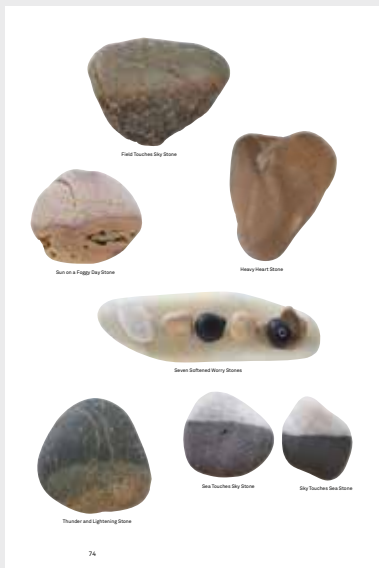 Field Touches Sky Stone
Heavy Heart Stone
Sun on a Foggy Day Stone
Seven Softened Worry Stones
Sea Touches Sky Stone
Sky Touches Sea Stone
Thunder and Lightening Stone
74